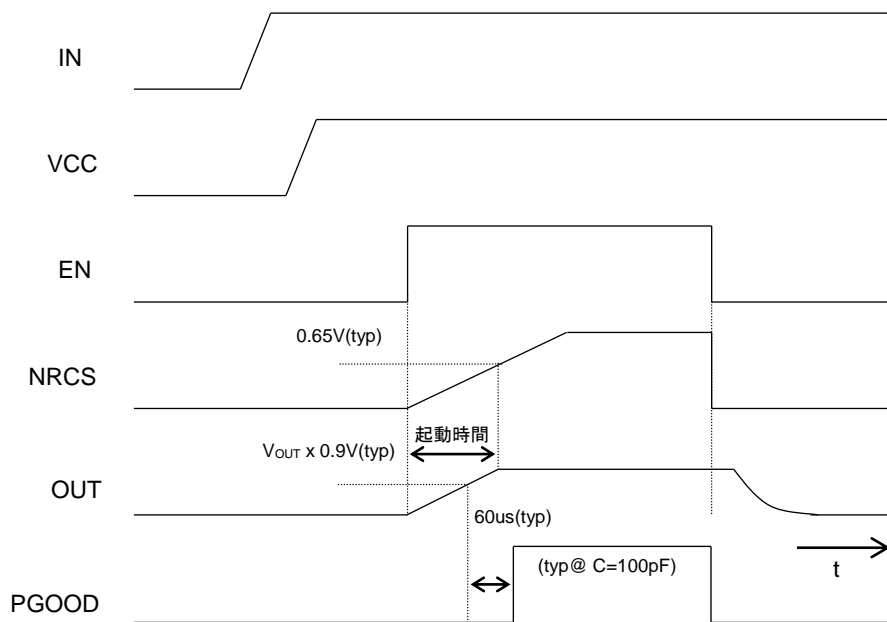 IN
VCC
EN
0.65V(typ)
NRCS
起動時間
VOUT x 0.9V(typ)
OUT
60us(typ)
(typ@ C=100pF)
t
PGOOD